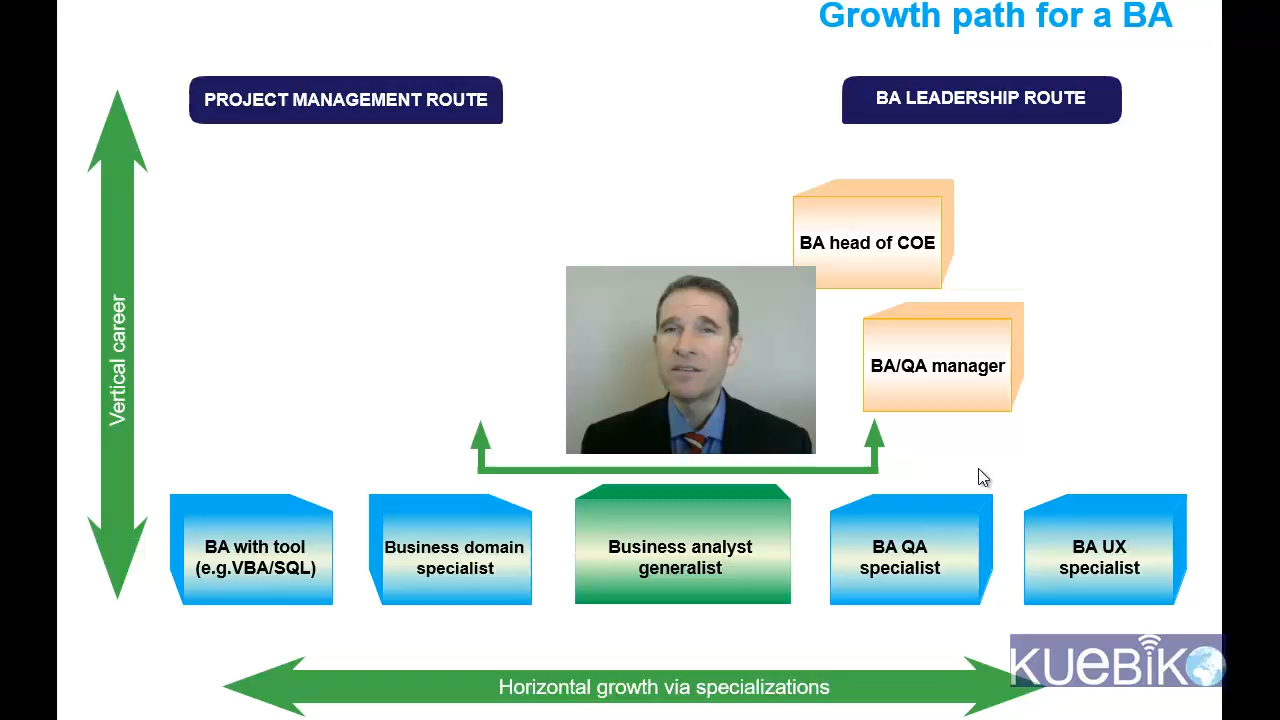 Growth path for a BA
PROJECT MANAGEMENT ROUTE
BA LEADERSHIP ROUTE
BA head of COE
BA/QA manager
Vertical career
BA with tool
(e.g.VBA/SQL)
Business domain
specialist
Business analyst
generalist
BA QA
specialist
BA UX
specialist
Horizontal growth via specializations
KUEBIKO